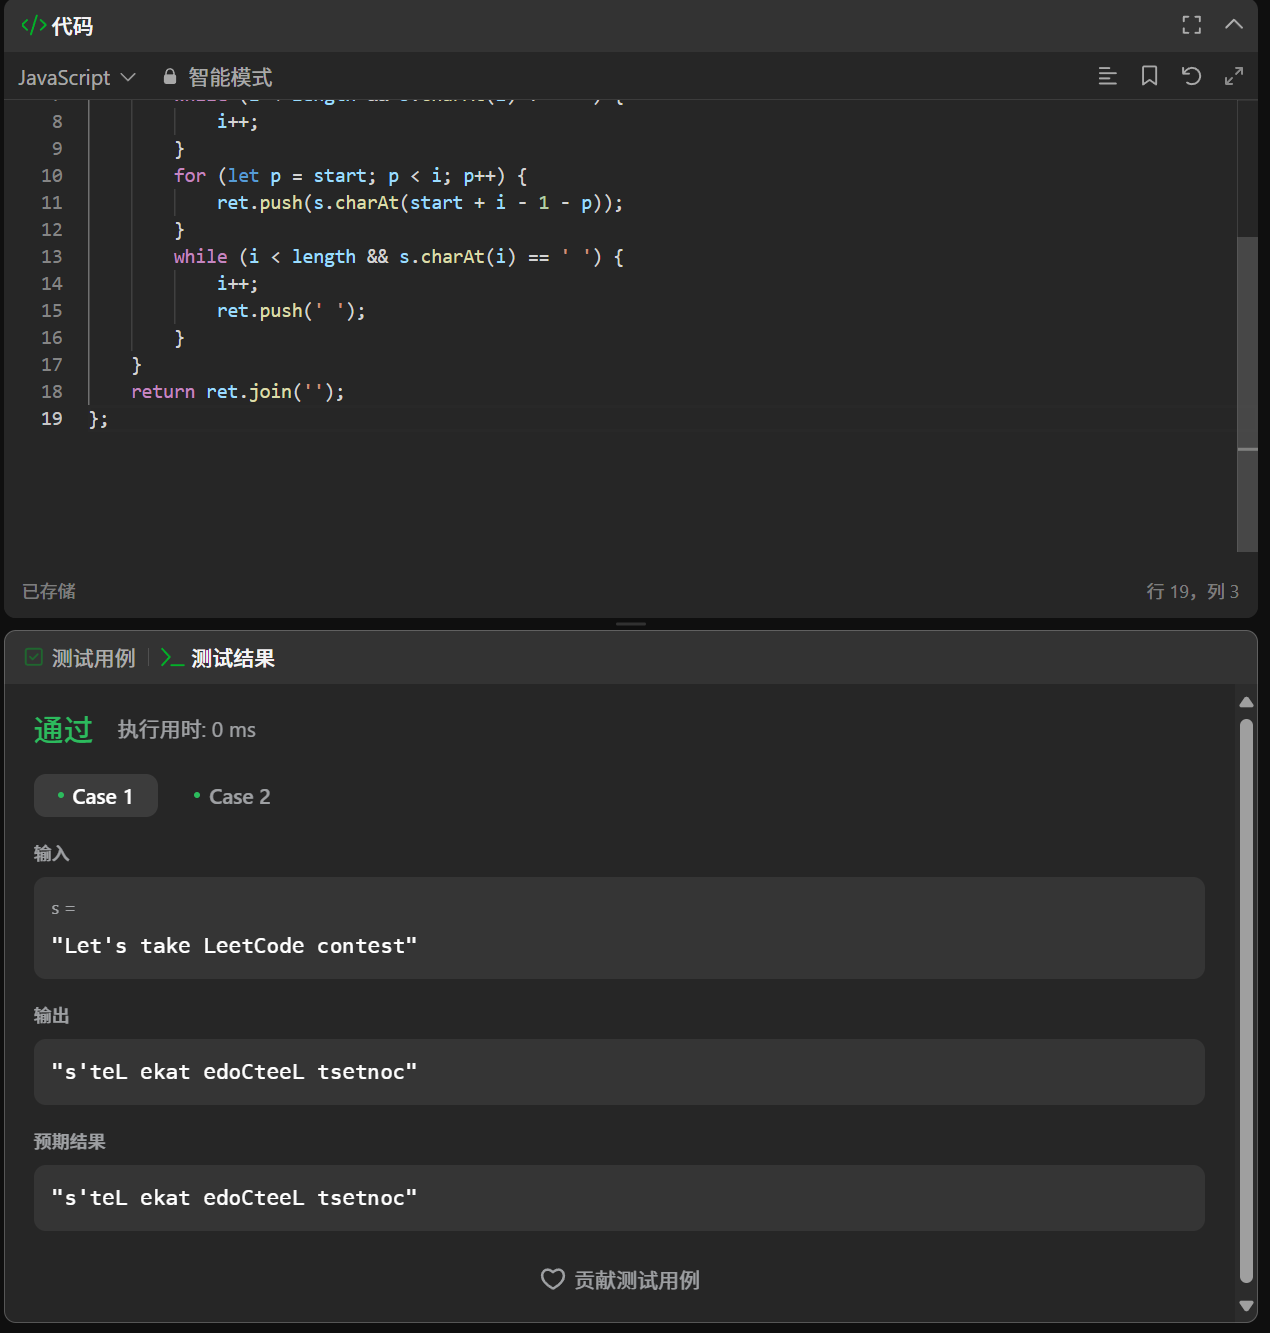 </> 代码
JavaScript 智能模式
8 i++;
9 }
10 for (let p = start; p < i; p++) {
11 ret.push(s.charAt(start + i - 1 - p));
12 }
13 while (i < length && s.charAt(i) == ' ') {
14 i++;
15 ret.push(' ');
16 }
17 }
18 return ret.join('');
19 };
已存储 行 19，列 3
测试用例 >_ 测试结果
通过 执行用时: 0 ms
Case 1 Case 2
输入
s =
"Let's take LeetCode contest"
输出
"s'teL ekat edoCteeL tsetnoc"
预期结果
"s'teL ekat edoCteeL tsetnoc"
贡献测试用例